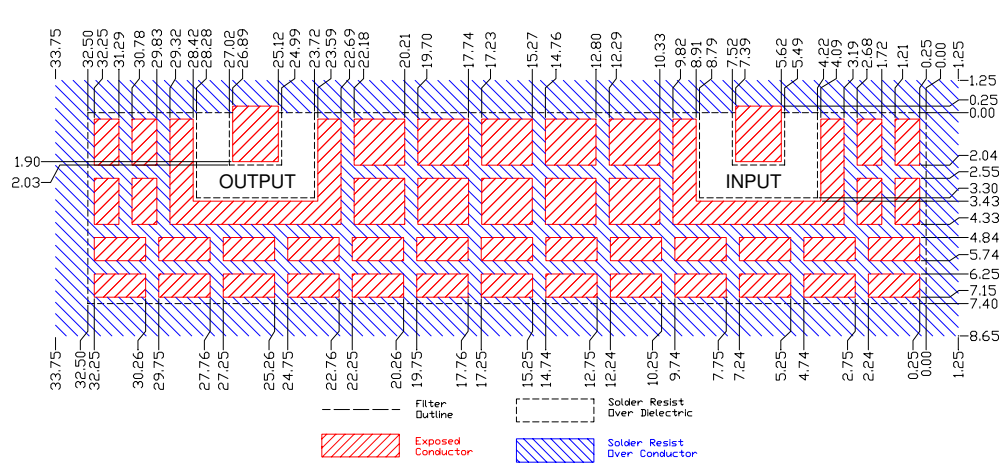 33.75 32.50 32.25 31.29 30.78 29.83 29.32 28.42 28.28 27.02 26.89 25.12 24.99 23.72 23.59 22.69 22.18 20.21 19.70 17.74 17.23 15.27 14.76 12.80 12.29 10.33 9.82 8.91 8.79 7.52 7.39 5.62 5.49 4.22 4.09 3.19 2.68 1.72 1.21 0.25 0.00 1.25
1.25
0.25
0.00
1.90
2.03
2.04
2.55
3.30
3.43
4.33
4.84
5.74
6.25
7.15
7.40
8.65
OUTPUT INPUT
33.75 32.50 32.25 30.26 29.75 27.76 27.25 25.26 24.75 22.76 22.25 20.26 19.75 17.76 17.25 15.25 14.74 12.75 12.24 10.25 9.74 7.75 7.24 5.25 4.74 2.75 2.24 0.25 0.00 1.25
Filter
Outline
Solder Resist
Over Dielectric
Exposed
Conductor
Solder Resist
Over Conductor